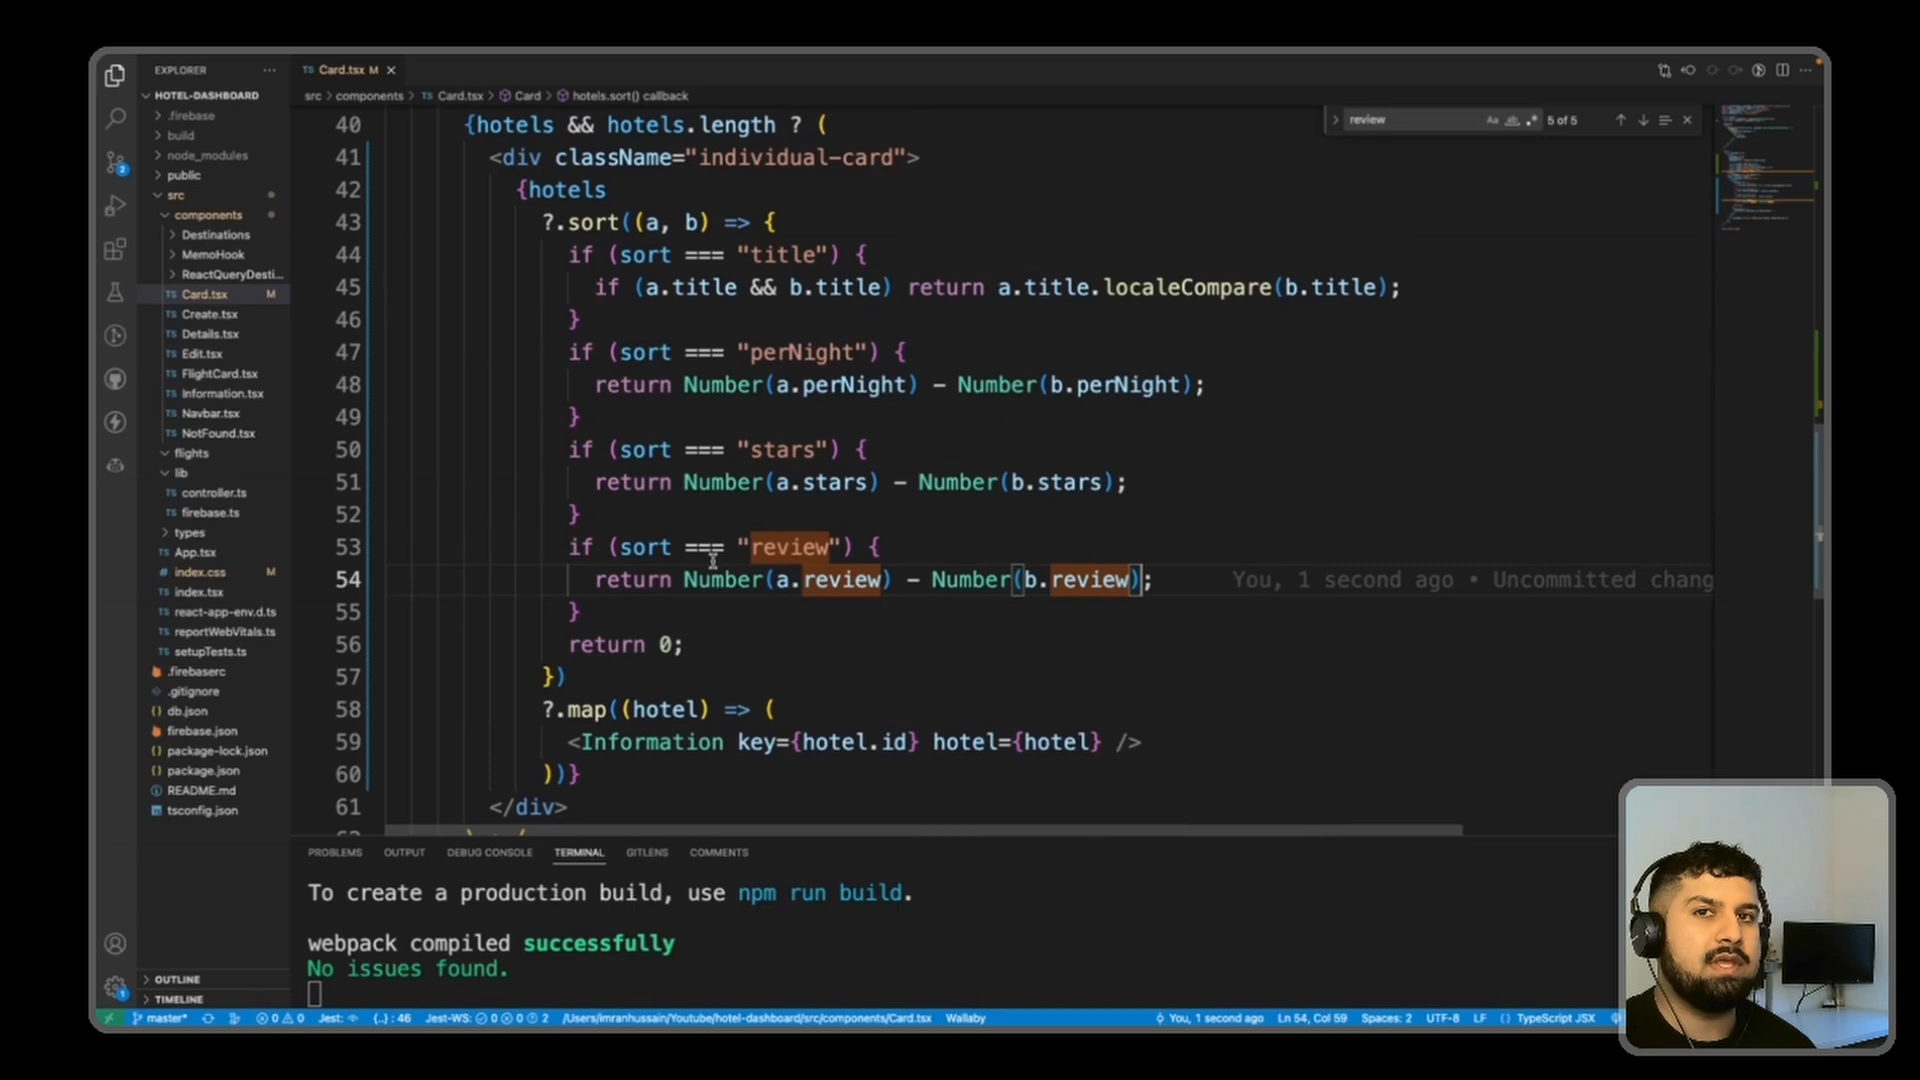 EXPLORER
HOTEL-DASHBOARD
.firebase
build
node_modules
public
src
components
Destinations
MemoHook
ReactQueryDesti...
TS Card.tsx M
TS Create.tsx
TS Details.tsx
TS Edit.tsx
TS FlightCard.tsx
TS Information.tsx
TS Navbar.tsx
TS NotFound.tsx
flights
lib
TS controller.ts
TS firebase.ts
types
TS App.tsx
# index.css M
TS index.tsx
TS react-app-env.d.ts
TS reportWebVitals.ts
TS setupTests.ts
.firebaserc
.gitignore
{} db.json
firebase.json
{} package-lock.json
{} package.json
README.md
tsconfig.json
OUTLINE
TIMELINE
TS Card.tsx M
src > components > TS Card.tsx > Card > hotels.sort() callback
review Aa ab 5 of 5
40 {hotels && hotels.length ? (
41 <div className="individual-card">
42 {hotels
43 ?.sort((a, b) => {
44 if (sort === "title") {
45 if (a.title && b.title) return a.title.localeCompare(b.title);
46 }
47 if (sort === "perNight") {
48 return Number(a.perNight) - Number(b.perNight);
49 }
50 if (sort === "stars") {
51 return Number(a.stars) - Number(b.stars);
52 }
53 if (sort === "review") {
54 return Number(a.review) - Number(b.review); You, 1 second ago • Uncommitted chang
55 }
56 return 0;
57 })
58 ?.map((hotel) => (
59 <Information key={hotel.id} hotel={hotel} />
60 ))}
61 </div>
PROBLEMS OUTPUT DEBUG CONSOLE TERMINAL GITLENS COMMENTS
To create a production build, use npm run build.
webpack compiled successfully
No issues found.
master* 0 0 Jest: {..} : 46 Jest-WS: 0 0 2 /Users/imranhussain/Youtube/hotel-dashboard/src/components/Card.tsx Wallaby You, 1 second ago Ln 54, Col 59 Spaces: 2 UTF-8 LF {} TypeScript JSX